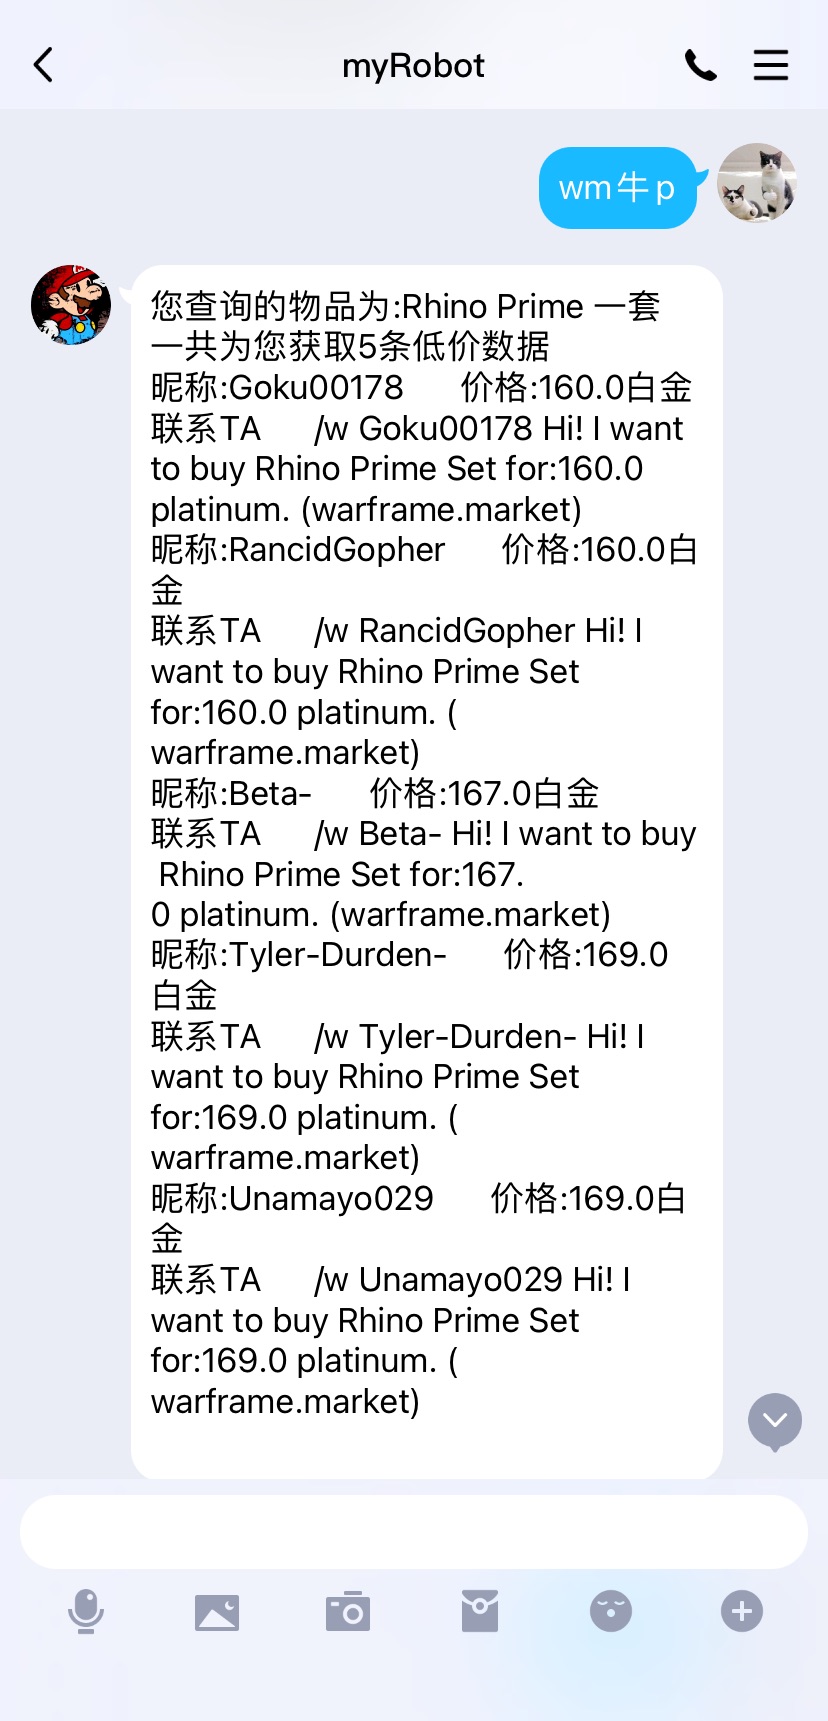 myRobot
wm牛p
您查询的物品为:Rhino Prime 一套
一共为您获取5条低价数据
昵称:Goku00178 价格:160.0白金
联系TA /w Goku00178 Hi! I want
to buy Rhino Prime Set for:160.0
platinum. (warframe.market)
昵称:RancidGopher 价格:160.0白
金
联系TA /w RancidGopher Hi! I
want to buy Rhino Prime Set
for:160.0 platinum. (
warframe.market)
昵称:Beta- 价格:167.0白金
联系TA /w Beta- Hi! I want to buy
Rhino Prime Set for:167.
0 platinum. (warframe.market)
昵称:Tyler-Durden- 价格:169.0
白金
联系TA /w Tyler-Durden- Hi! I
want to buy Rhino Prime Set
for:169.0 platinum. (
warframe.market)
昵称:Unamayo029 价格:169.0白
金
联系TA /w Unamayo029 Hi! I
want to buy Rhino Prime Set
for:169.0 platinum. (
warframe.market)